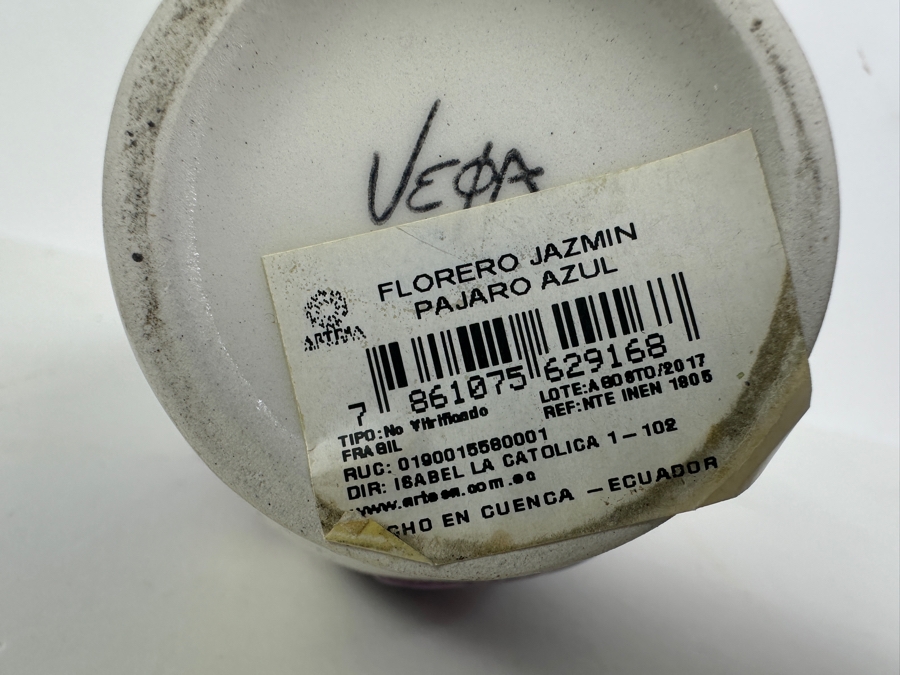 VEGA
FLORERO JAZMIN
PAJARO AZUL
ARTESA
7 861075 629168
TIPO: No Vitrificado
LOTE: AGOSTO/2017
FRAGIL
REF: NTE INEN 1805
RUC: 0190015580001
DIR: ISABEL LA CATOLICA 1-102
www.artesa.com.ec
CHO EN CUENCA - ECUADOR